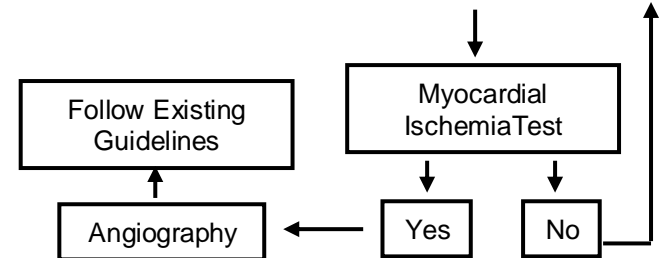 Follow Existing
Guidelines
Myocardial
IschemiaTest
Angiography
Yes
No